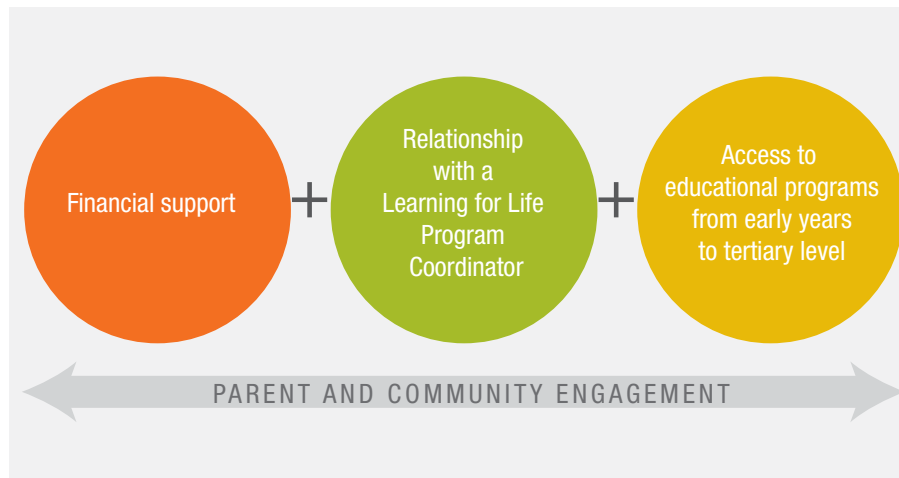 Financial support
+
Relationship
with a
Learning for Life
Program
Coordinator
+
Access to
educational programs
from early years
to tertiary level
PARENT AND COMMUNITY ENGAGEMENT